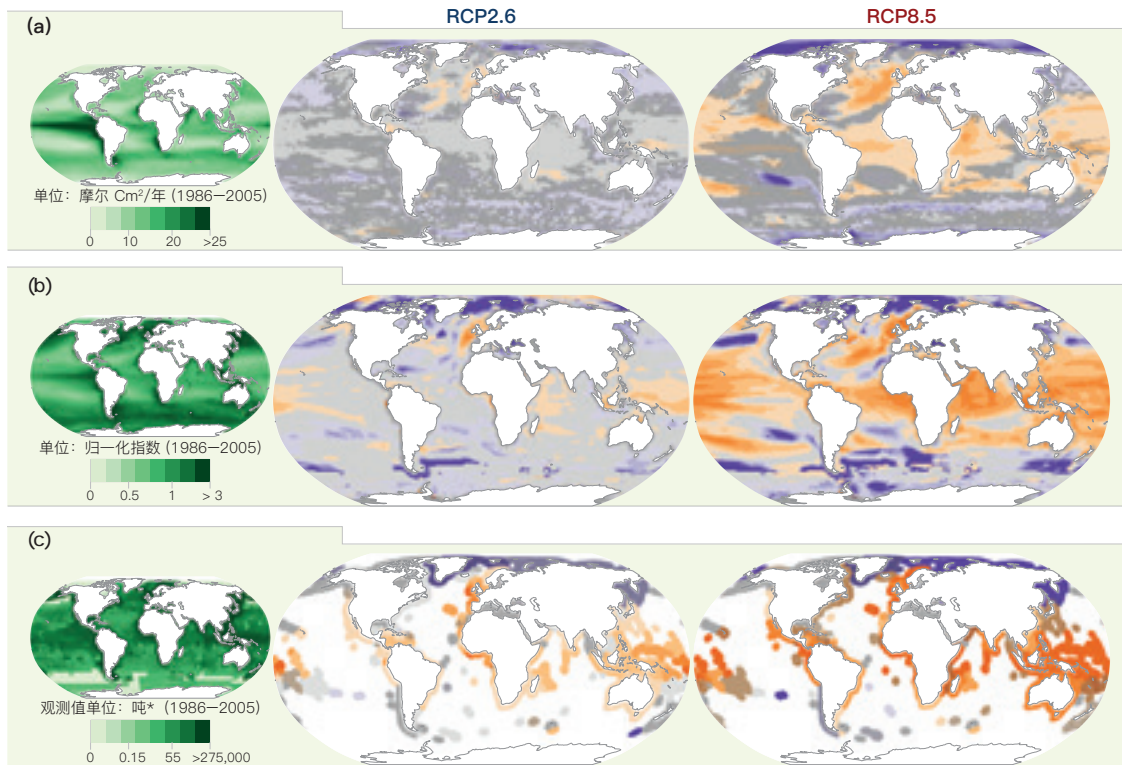 RCP2.6
RCP8.5
(a)
单位：摩尔 Cm²/年 (1986—2005)
0 10 20 >25
(b)
单位：归一化指数 (1986—2005)
0 0.5 1 > 3
(c)
观测值单位：吨* (1986—2005)
0 0.15 55 >275,000